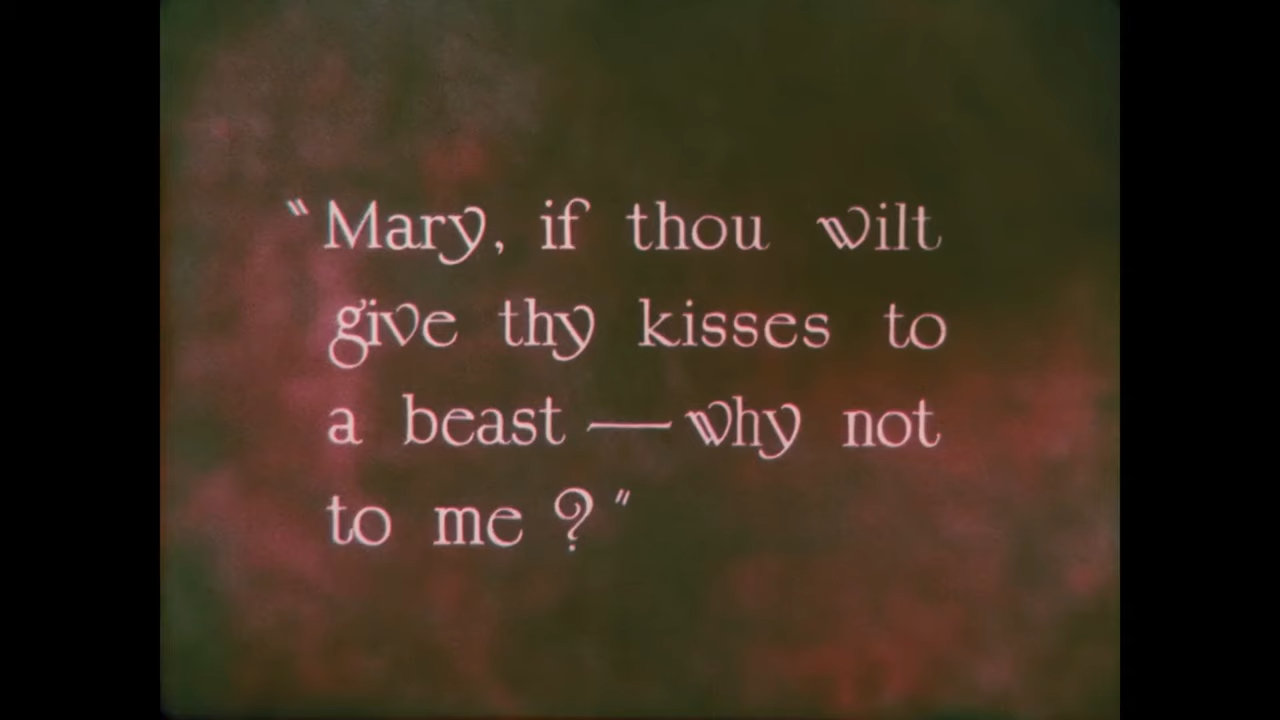 "Mary, if thou wilt
give thy kisses to
a beast — why not
to me?"